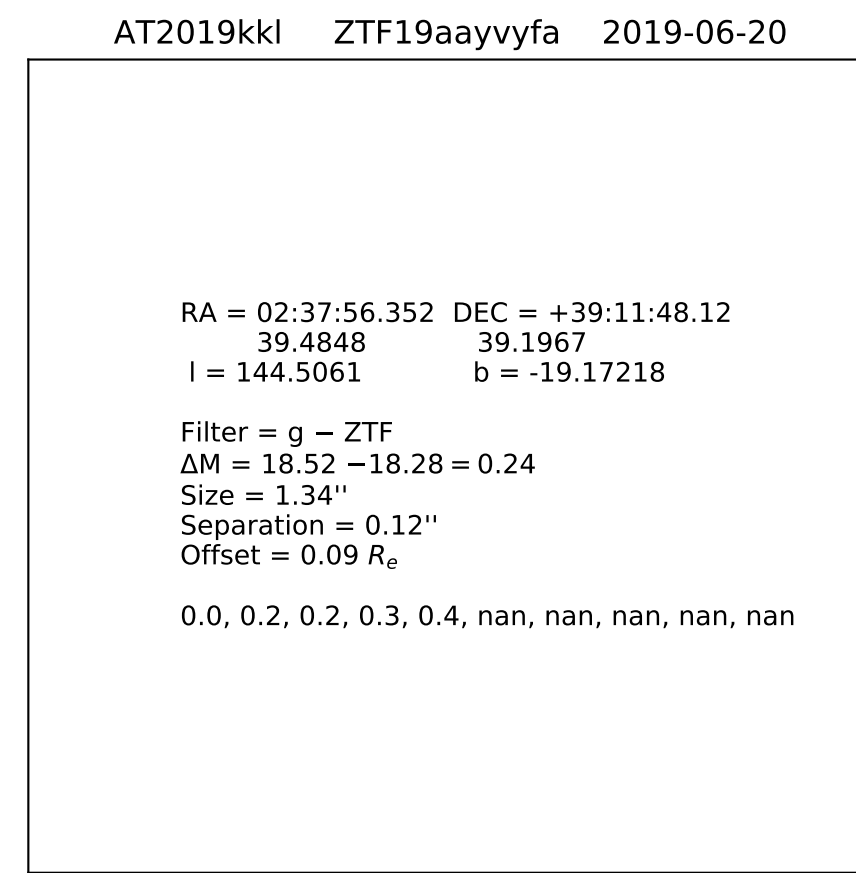 AT2019kkl ZTF19aayvyfa 2019-06-20
RA = 02:37:56.352 DEC = +39:11:48.12
39.4848 39.1967
l = 144.5061 b = -19.17218
Filter = g − ZTF
ΔM = 18.52 −18.28 = 0.24
Size = 1.34''
Separation = 0.12''
Offset = 0.09 Rₑ
0.0, 0.2, 0.2, 0.3, 0.4, nan, nan, nan, nan, nan